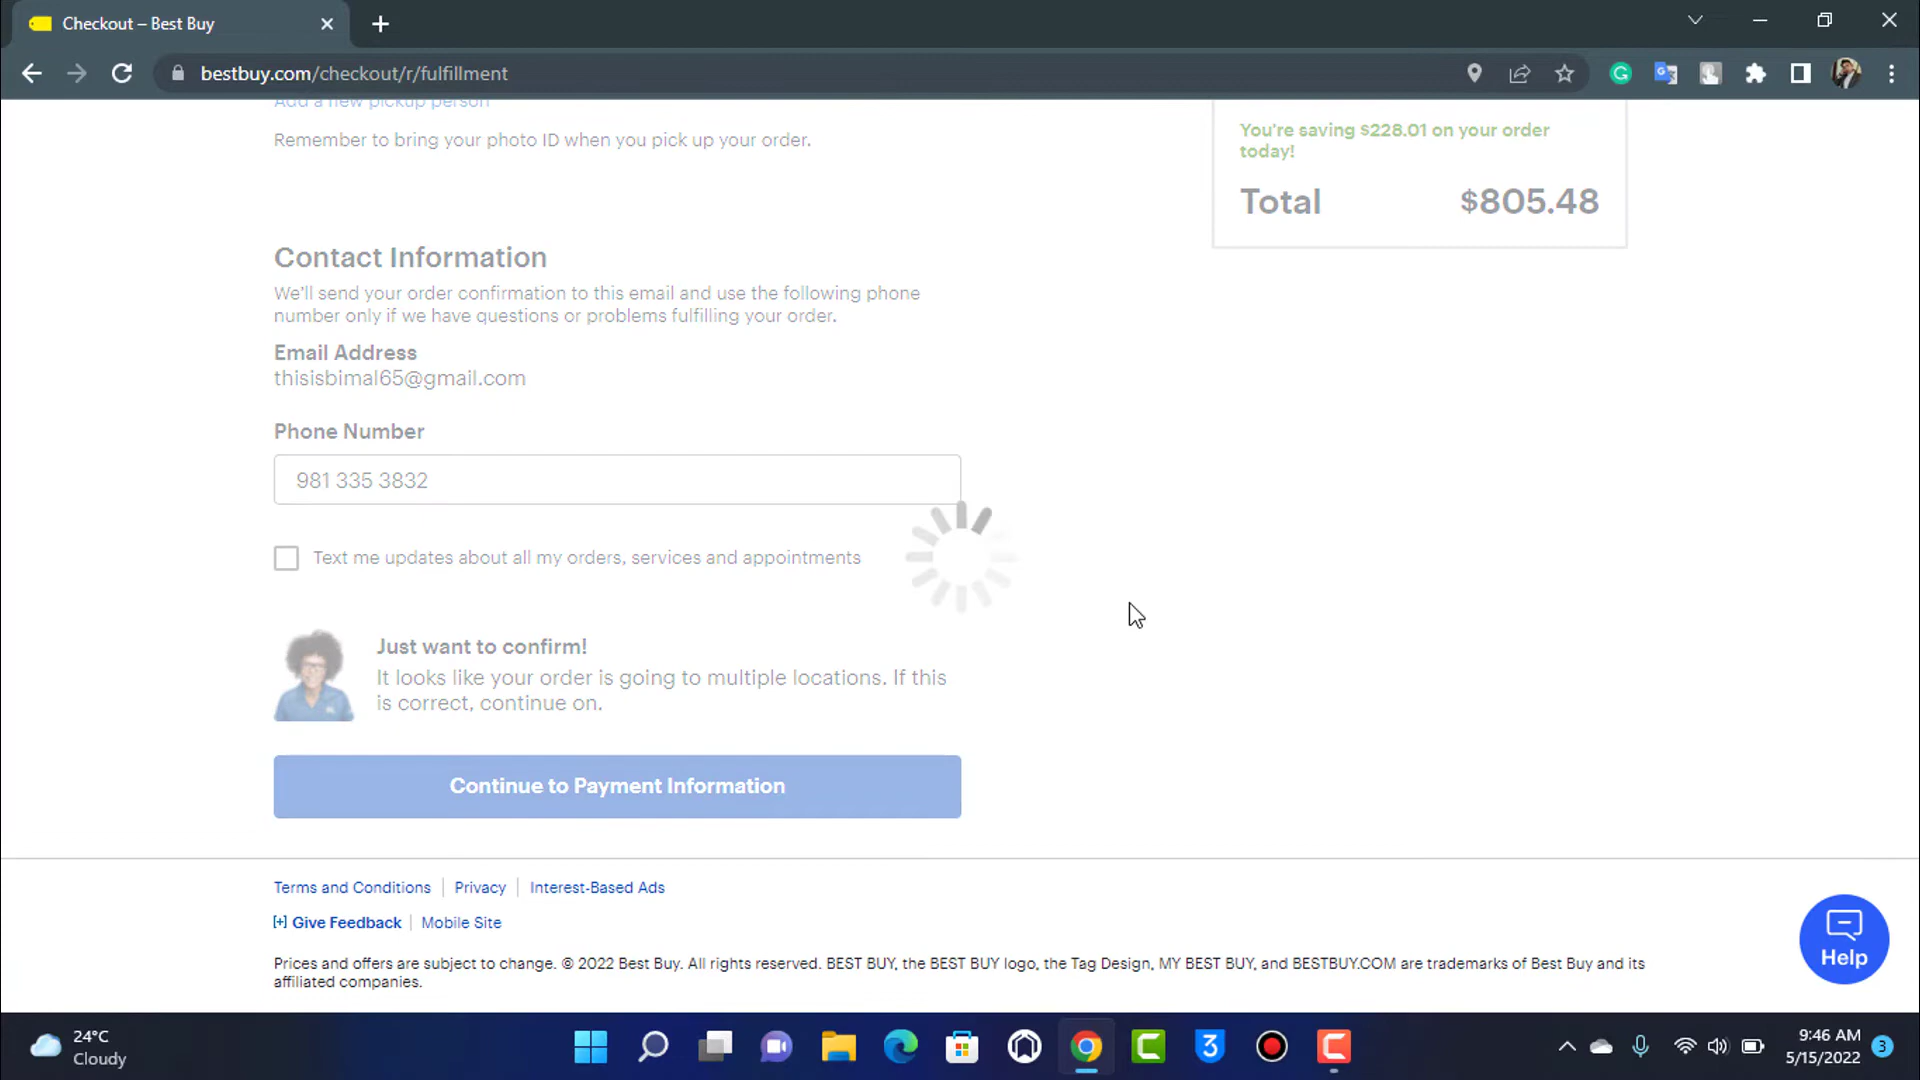 Checkout – Best Buy
bestbuy.com/checkout/r/fulfillment
Add a new pickup person
Remember to bring your photo ID when you pick up your order.
You're saving $228.01 on your order
today!
Total $805.48
Contact Information
We'll send your order confirmation to this email and use the following phone
number only if we have questions or problems fulfilling your order.
Email Address
thisisbimal65@gmail.com
Phone Number
981 335 3832
Text me updates about all my orders, services and appointments
Just want to confirm!
It looks like your order is going to multiple locations. If this
is correct, continue on.
Continue to Payment Information
Terms and Conditions | Privacy | Interest-Based Ads
[+] Give Feedback | Mobile Site
Prices and offers are subject to change. © 2022 Best Buy. All rights reserved. BEST BUY, the BEST BUY logo, the Tag Design, MY BEST BUY, and BESTBUY.COM are trademarks of Best Buy and its
affiliated companies.
Help
24°C
Cloudy
3
9:46 AM
5/15/2022
3